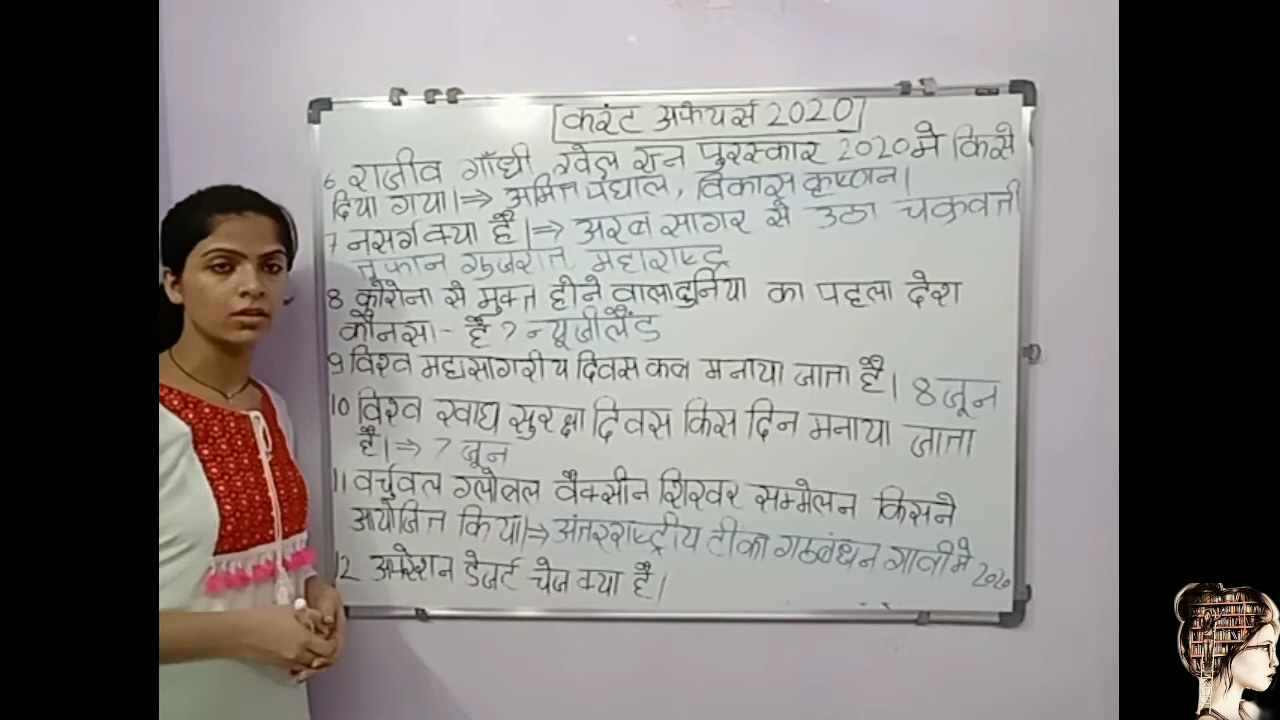 करंट अफेयर्स 2020
6 राजीव गाँधी खेल रत्न पुरस्कार 2020 मे किसे
दिया गया।⇒ अमित पंघाल, विकास कृष्णन।
7 नसर्ग क्या है।⇒ अरब सागर से उठा चक्रवर्ती
तूफान गुजरात, महाराष्ट्र
8 कोरोना से मुक्त होने वाला दुनिया का पहला देश
कौनसा - है ? न्यूजीलैंड
9 विश्व महासागरीय दिवस कब मनाया जाता है। 8 जून
10 विश्व खाद्य सुरक्षा दिवस किस दिन मनाया जाता
है।⇒ 7 जून
11 वर्चुवल ग्लोबल वैक्सीन शिखर सम्मेलन किसने
आयोजित किया।⇒ अंतरराष्ट्रीय टीका गठबंधन गावी मे 2020
12 अपरेशन डेजर्ट चेज क्या है।